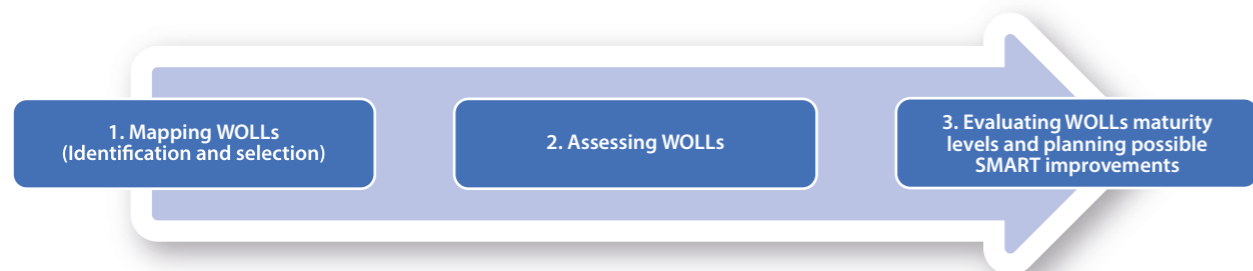 1. Mapping WOLLs
(Identification and selection)
2. Assessing WOLLs
3. Evaluating WOLLs maturity
levels and planning possible
SMART improvements